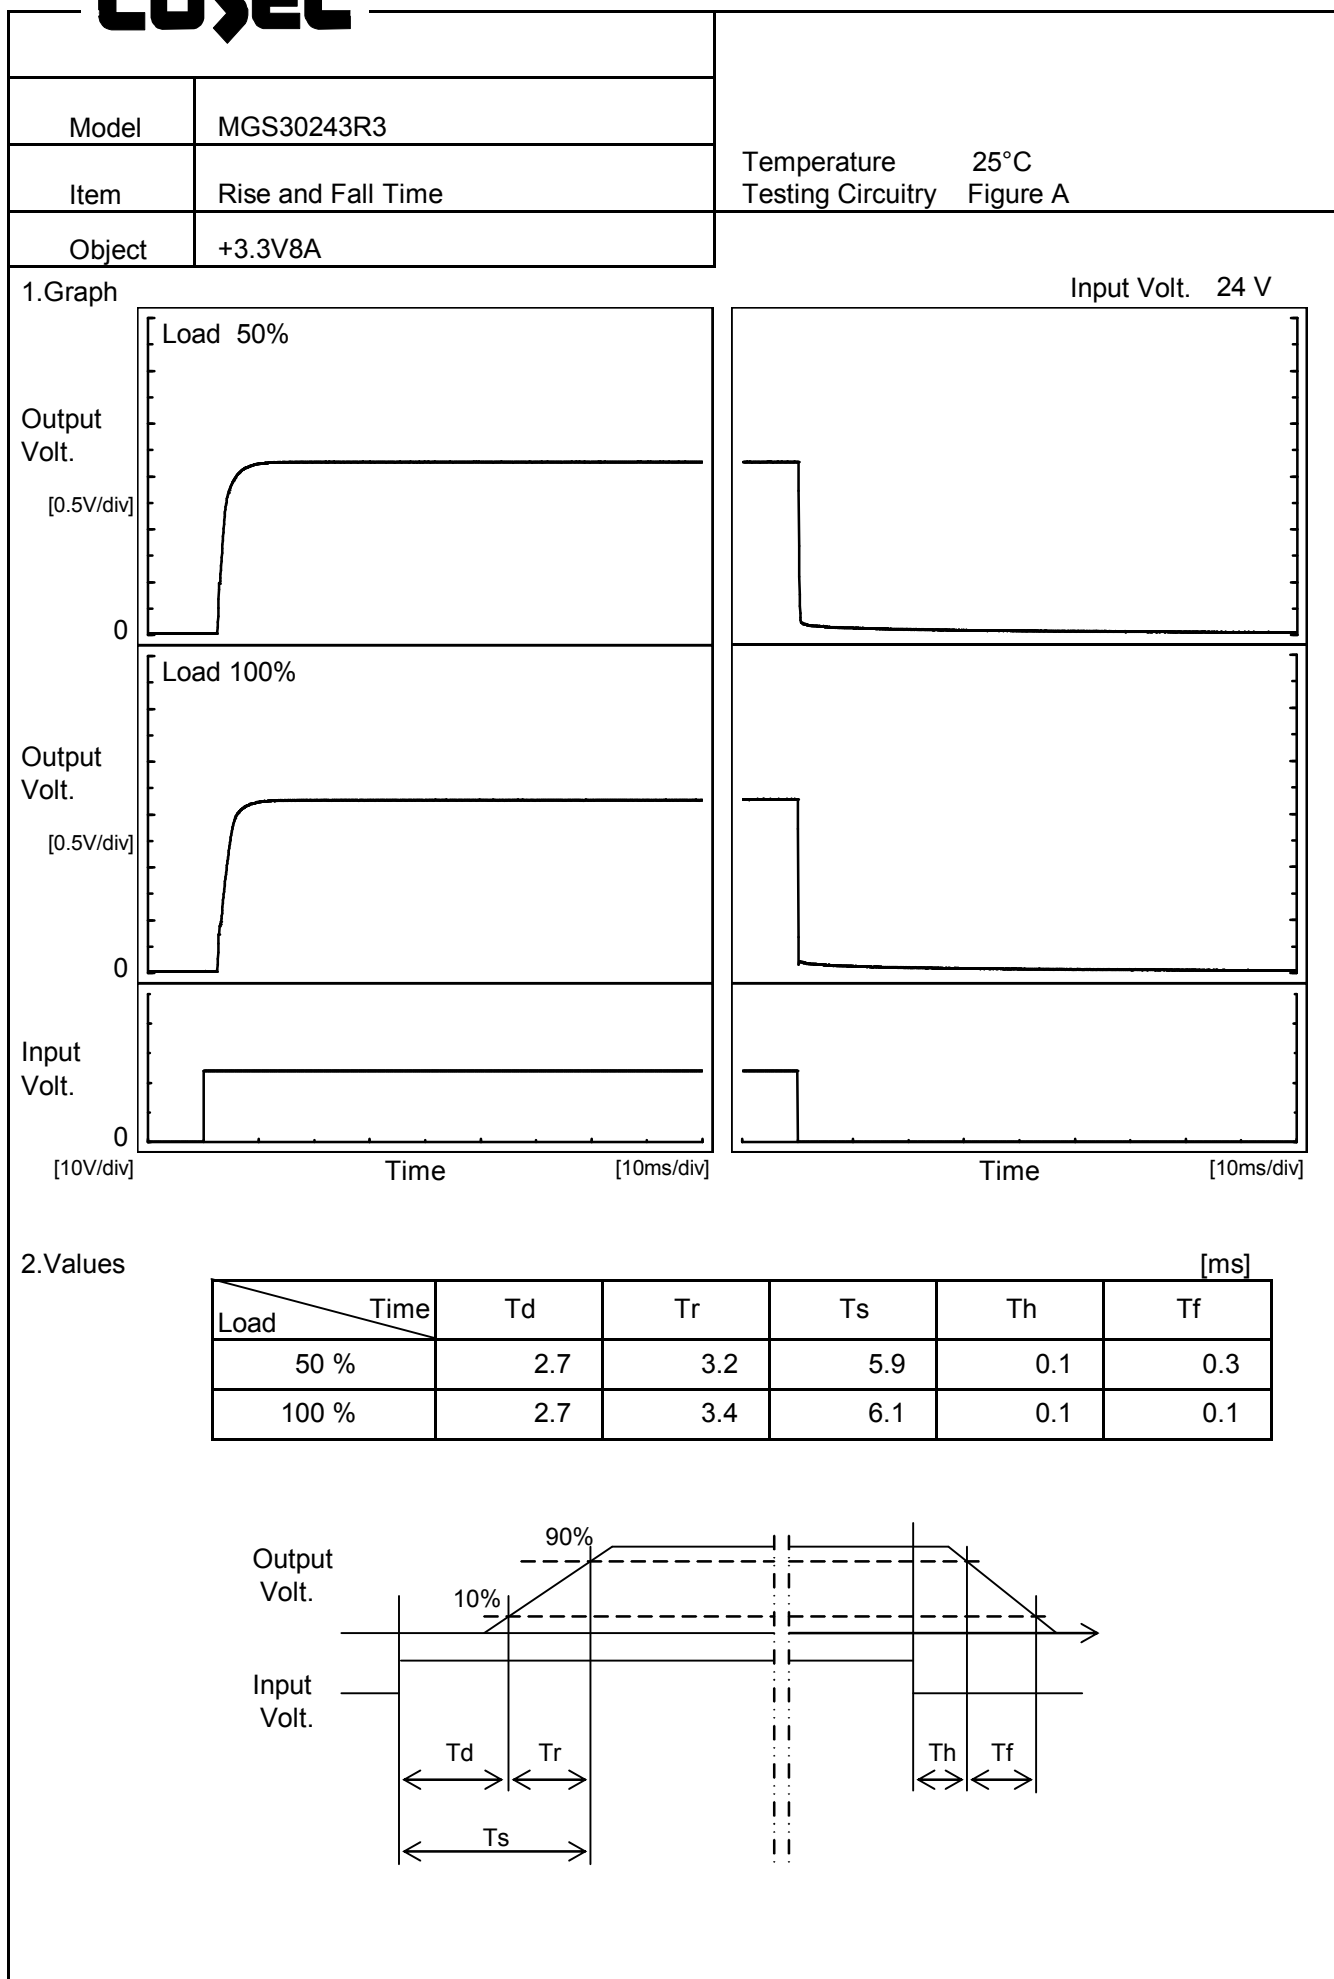 COSEL
Model MGS30243R3
Temperature 25°C
Item Rise and Fall Time Testing Circuitry Figure A
Object +3.3V8A
1.Graph Input Volt. 24 V
Load 50%
Output
Volt.
[0.5V/div]
0
Load 100%
Output
Volt.
[0.5V/div]
0
Input
Volt.
0
[10V/div] Time [10ms/div] Time [10ms/div]
2.Values [ms]
Time Td Tr Ts Th Tf
Load
50 % 2.7 3.2 5.9 0.1 0.3
100 % 2.7 3.4 6.1 0.1 0.1
90%
Output
Volt.
10%
Input
Volt.
Td Tr Th Tf
Ts